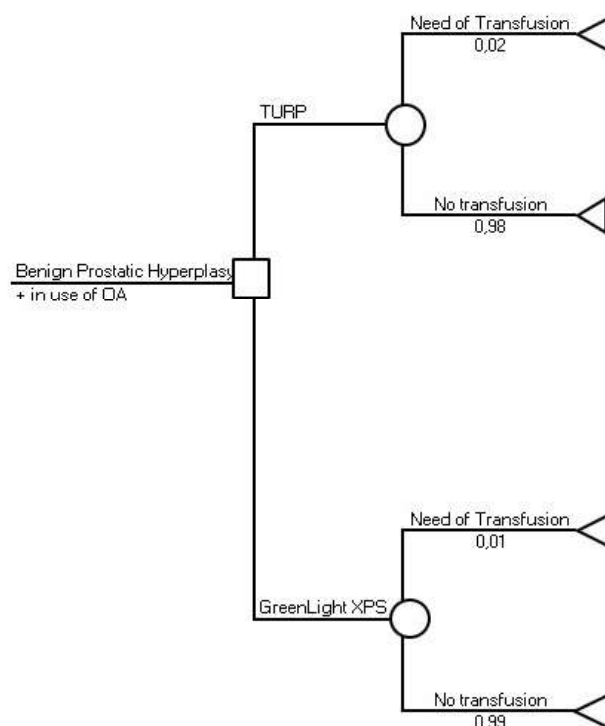 Need of Transfusion
0,02
TURP
No transfusion
0,98
Benign Prostatic Hyperplasy
+ in use of OA
Need of Transfusion
0,01
GreenLight XPS
No transfusion
0,99